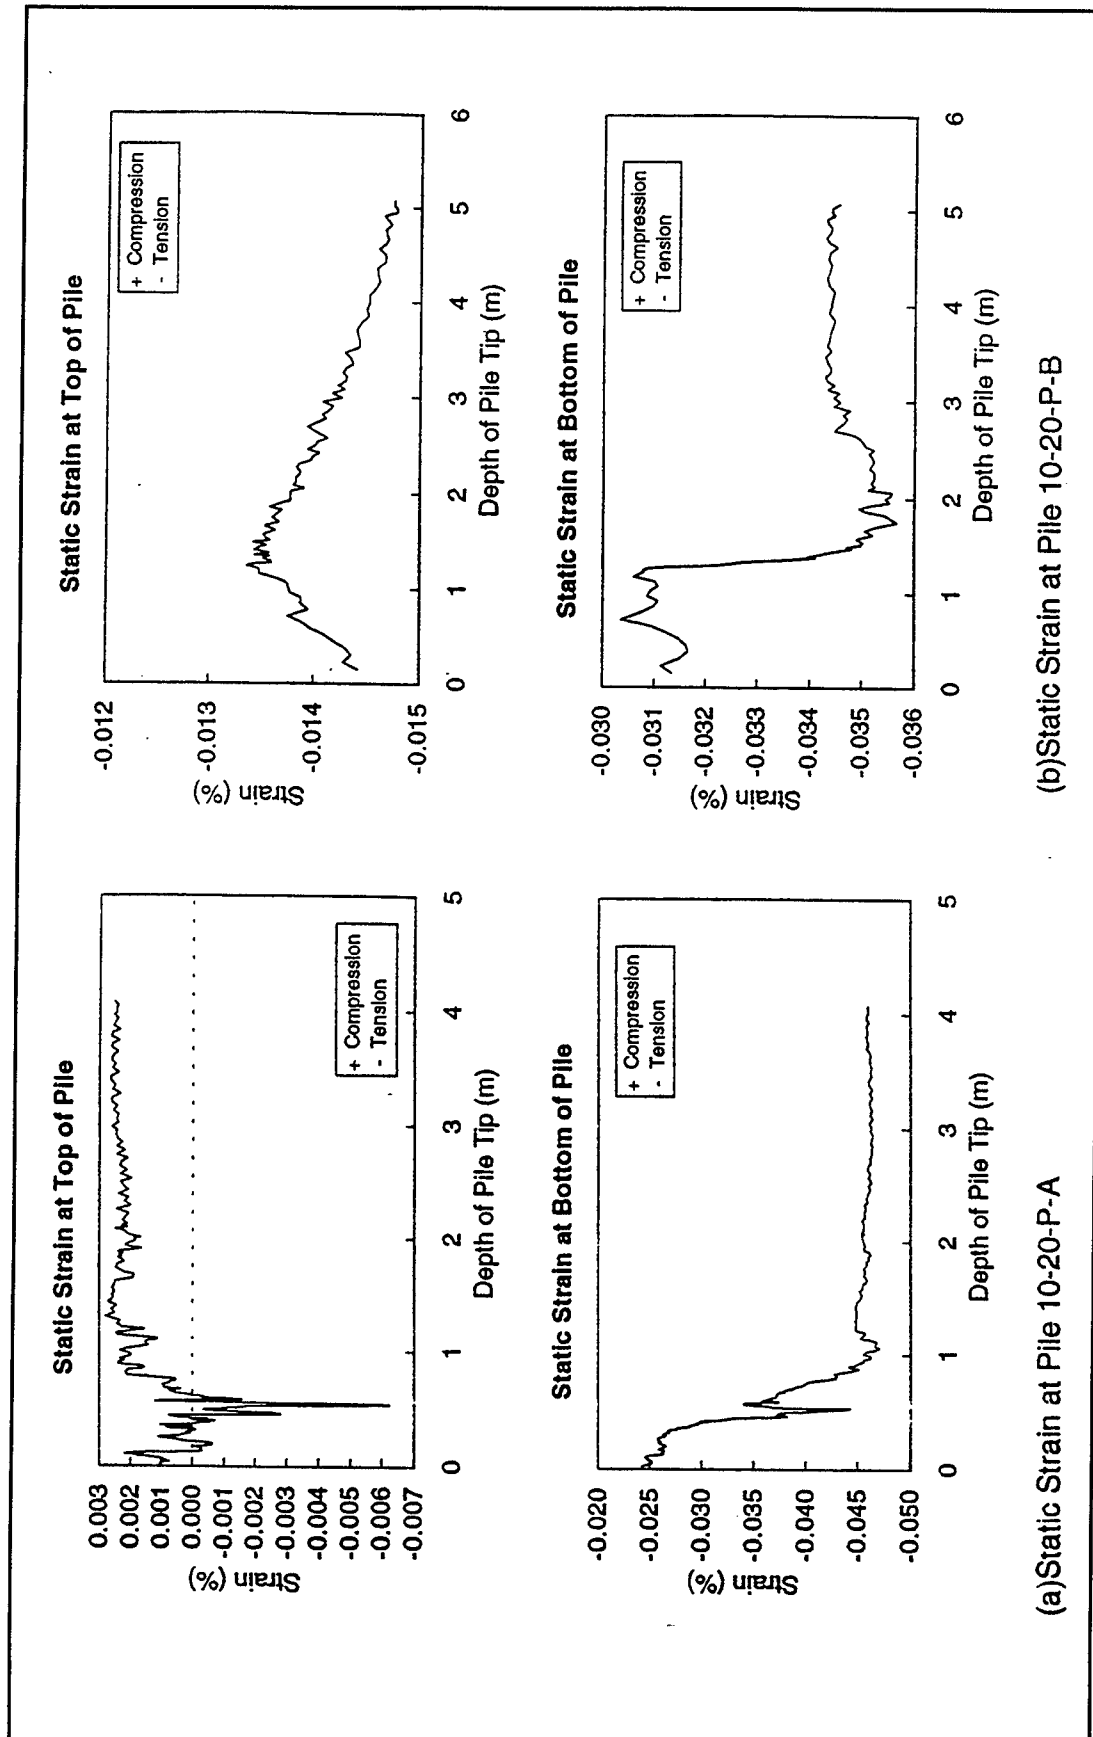 Static Strain at Top of Pile
0.003
0.002
0.001
0.000
-0.001
-0.002
-0.003
-0.004
-0.005
-0.006
-0.007
Strain (%)
+ Compression
- Tension
0 1 2 3 4 5
Depth of Pile Tip (m)
Static Strain at Bottom of Pile
-0.020
-0.025
-0.030
-0.035
-0.040
-0.045
-0.050
Strain (%)
+ Compression
- Tension
0 1 2 3 4 5
Depth of Pile Tip (m)
(a)Static Strain at Pile 10-20-P-A
Static Strain at Top of Pile
-0.012
-0.013
-0.014
-0.015
Strain (%)
+ Compression
- Tension
0 1 2 3 4 5 6
Depth of Pile Tip (m)
Static Strain at Bottom of Pile
-0.030
-0.031
-0.032
-0.033
-0.034
-0.035
-0.036
Strain (%)
+ Compression
- Tension
0 1 2 3 4 5 6
Depth of Pile Tip (m)
(b)Static Strain at Pile 10-20-P-B